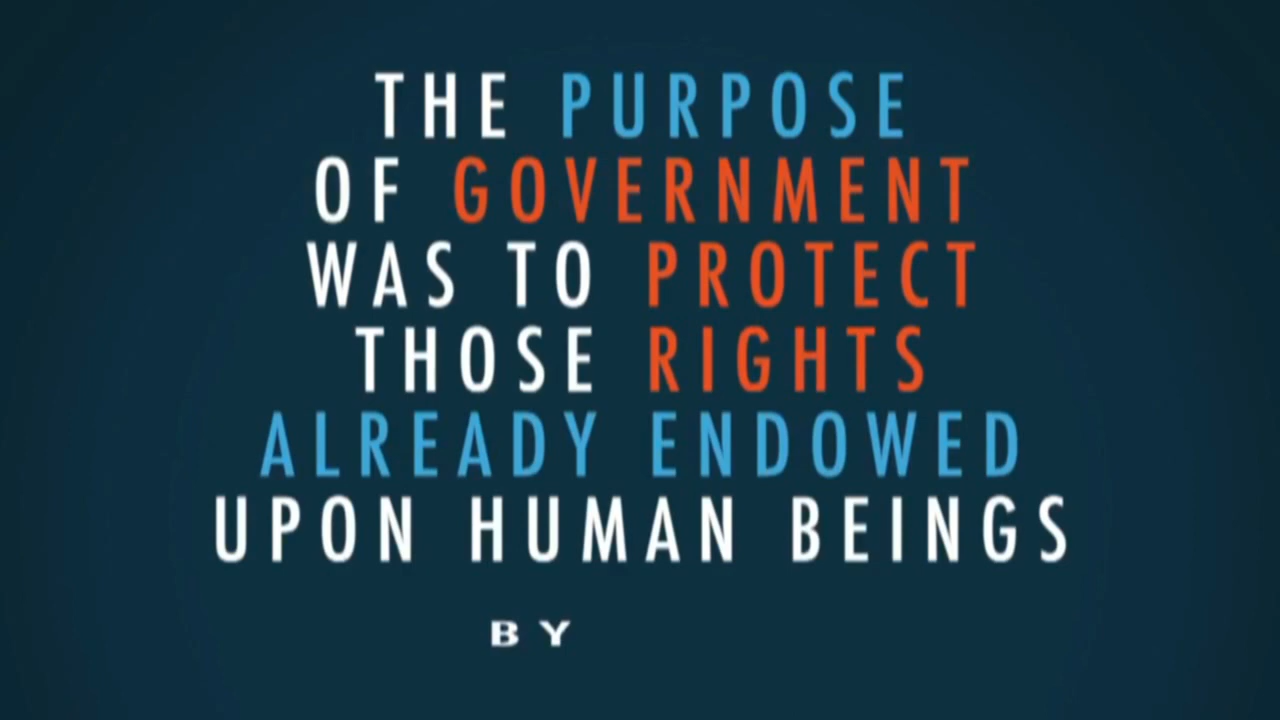 THE PURPOSE
OF GOVERNMENT
WAS TO PROTECT
THOSE RIGHTS
ALREADY ENDOWED
UPON HUMAN BEINGS
BY